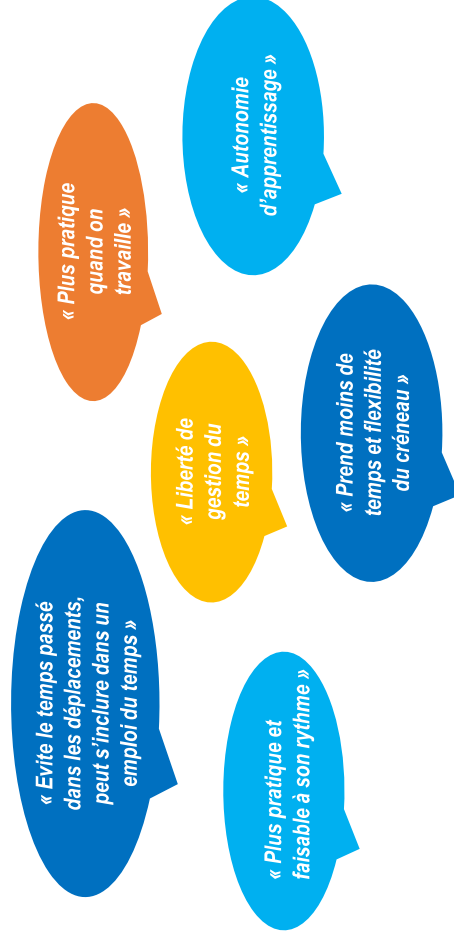 « Evite le temps passé
dans les déplacements,
peut s’inclure dans un
emploi du temps »
« Plus pratique
quand on
travaille »
« Liberté de
gestion du
temps »
« Autonomie
d’apprentissage »
« Plus pratique et
faisable à son rythme »
« Prend moins de
temps et flexibilité
du créneau »